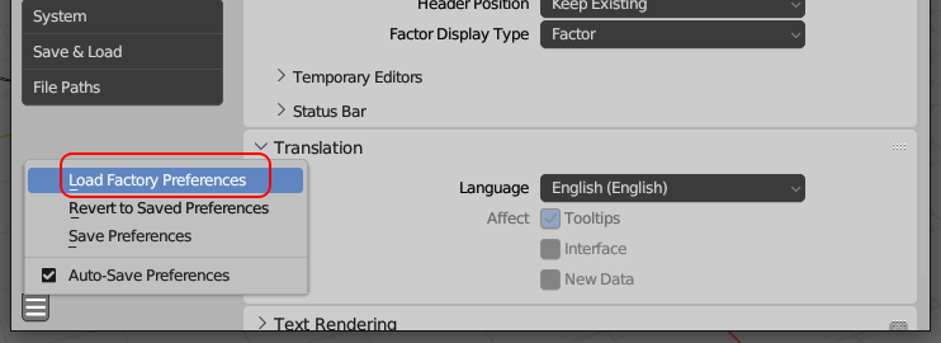 System
Save & Load
File Paths
Header Position Keep Existing
Factor Display Type Factor
Temporary Editors
Status Bar
Translation
Language English (English)
Affect Tooltips
Interface
New Data
Text Rendering
Load Factory Preferences
Revert to Saved Preferences
Save Preferences
Auto-Save Preferences